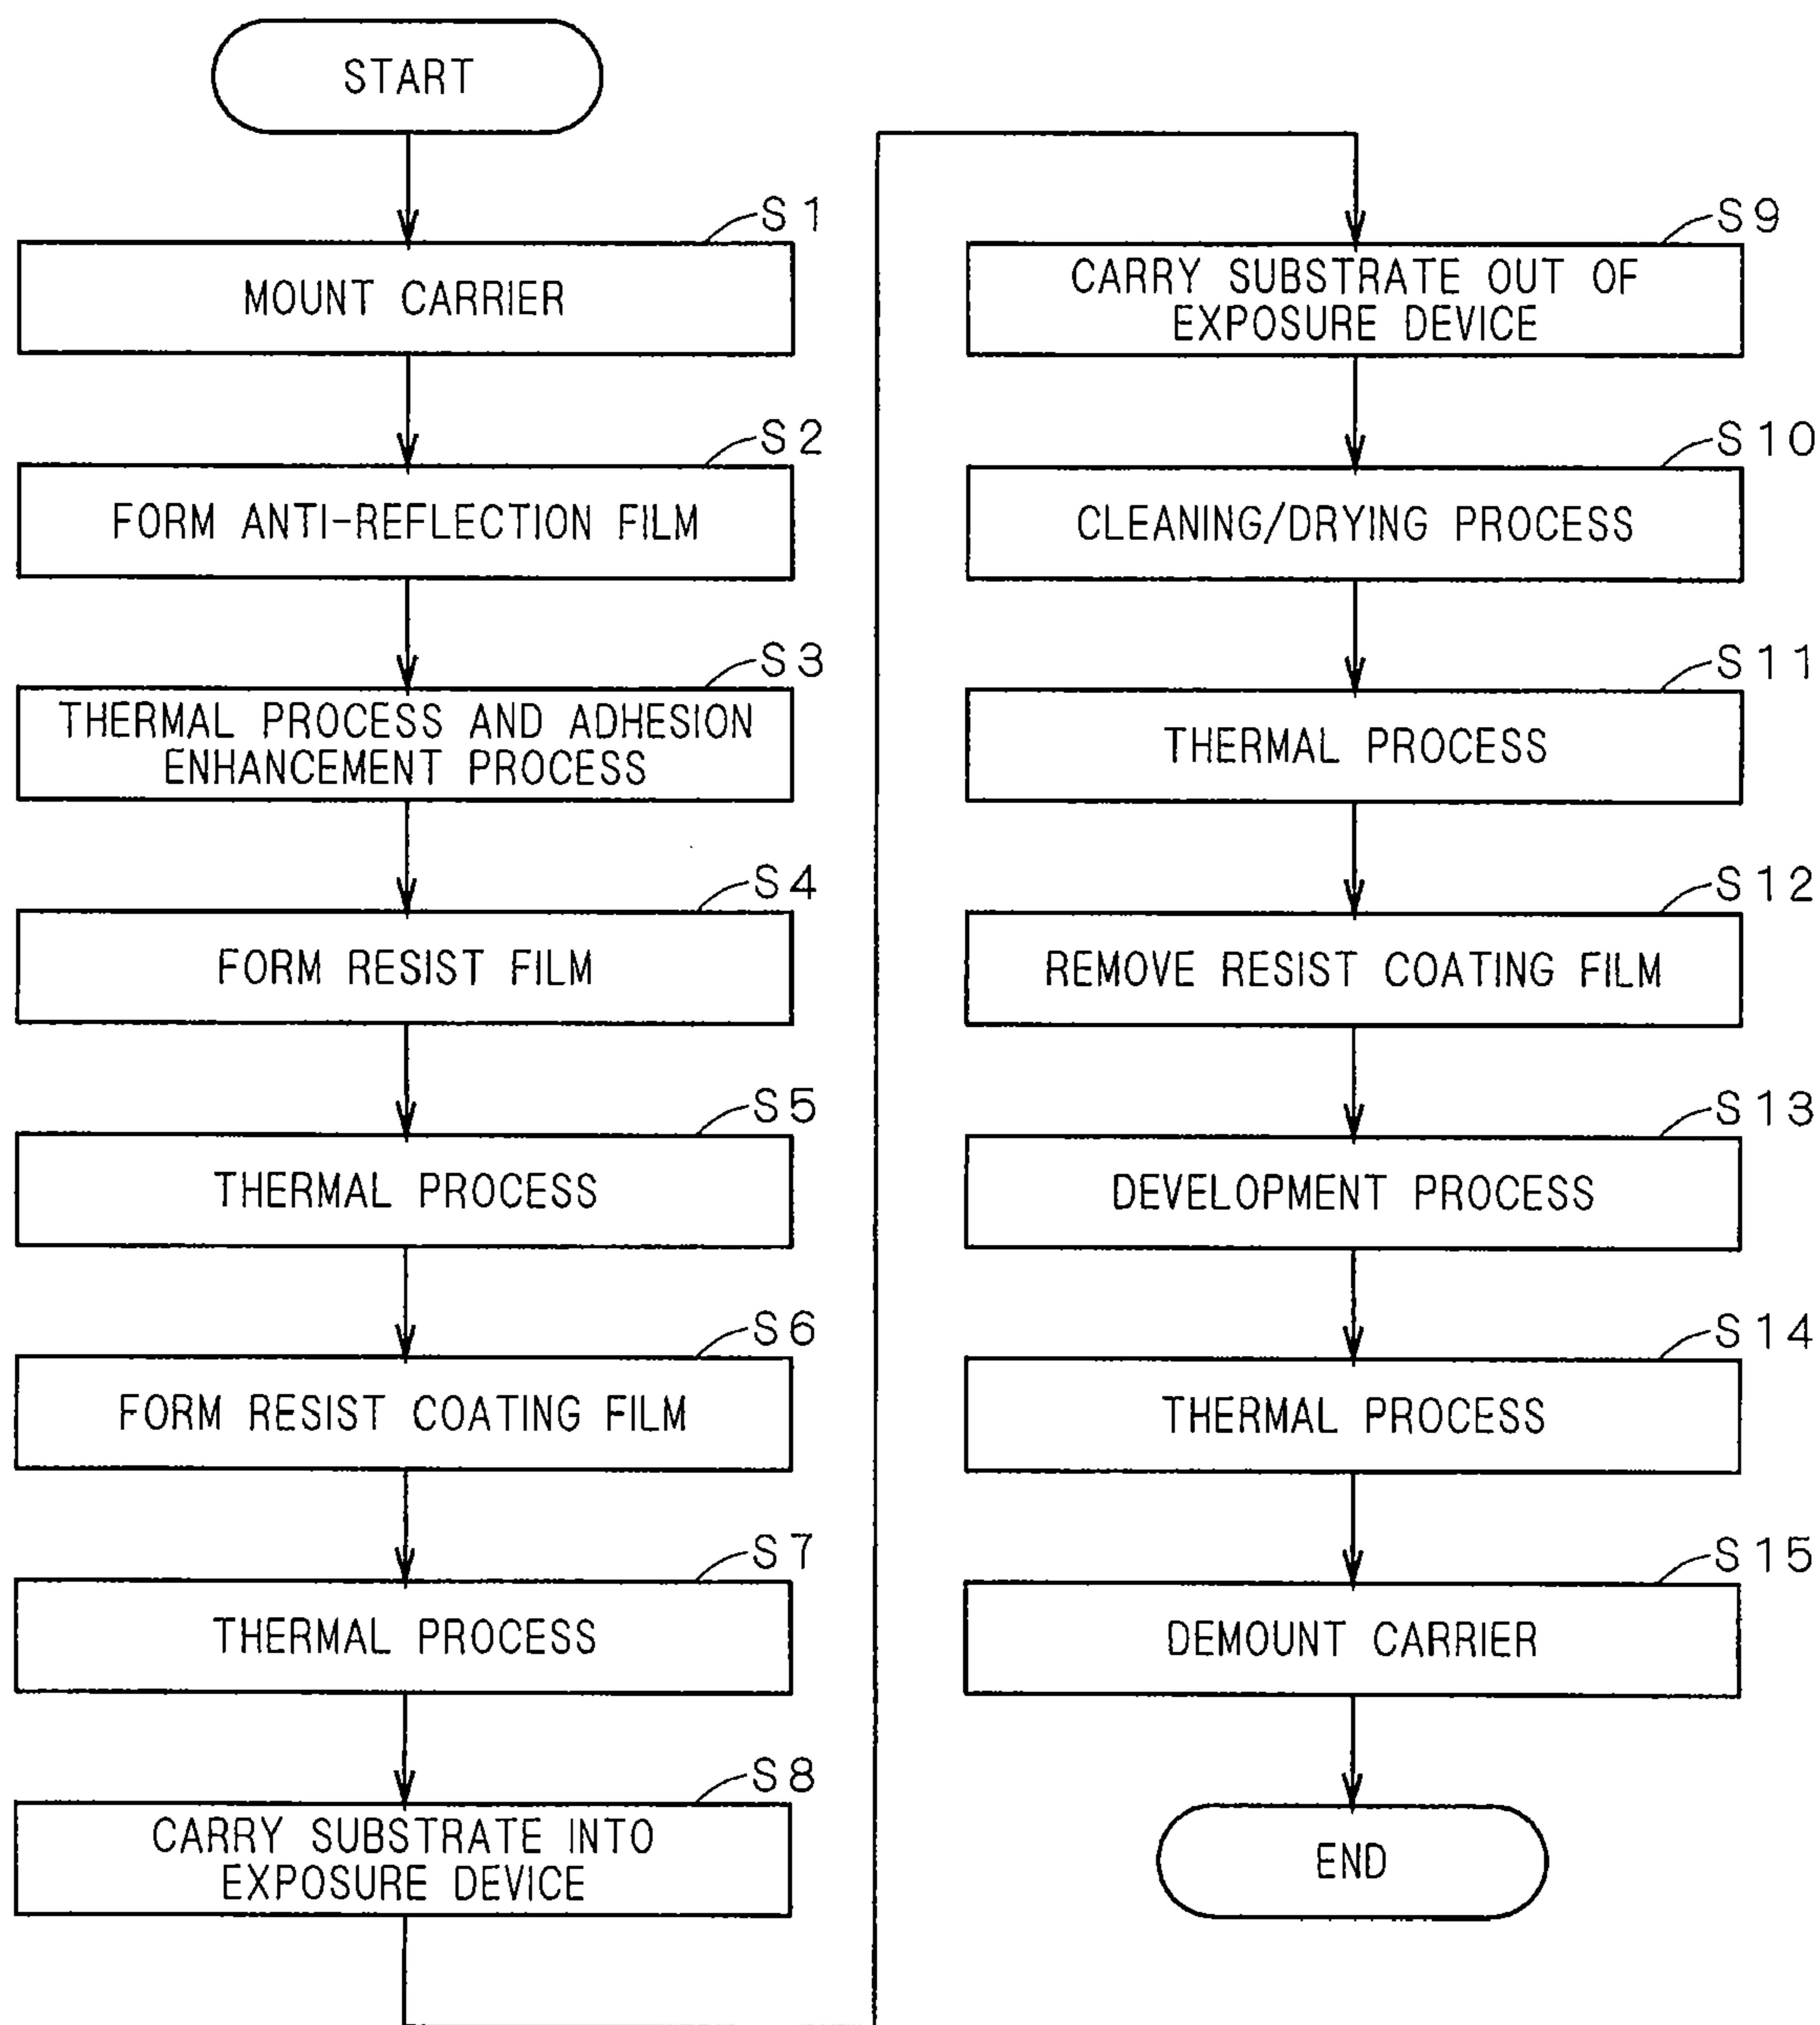 START
S1
MOUNT CARRIER
S2
FORM ANTI-REFLECTION FILM
S3
THERMAL PROCESS AND ADHESION
ENHANCEMENT PROCESS
S4
FORM RESIST FILM
S5
THERMAL PROCESS
S6
FORM RESIST COATING FILM
S7
THERMAL PROCESS
S8
CARRY SUBSTRATE INTO
EXPOSURE DEVICE
S9
CARRY SUBSTRATE OUT OF
EXPOSURE DEVICE
S10
CLEANING/DRYING PROCESS
S11
THERMAL PROCESS
S12
REMOVE RESIST COATING FILM
S13
DEVELOPMENT PROCESS
S14
THERMAL PROCESS
S15
DEMOUNT CARRIER
END